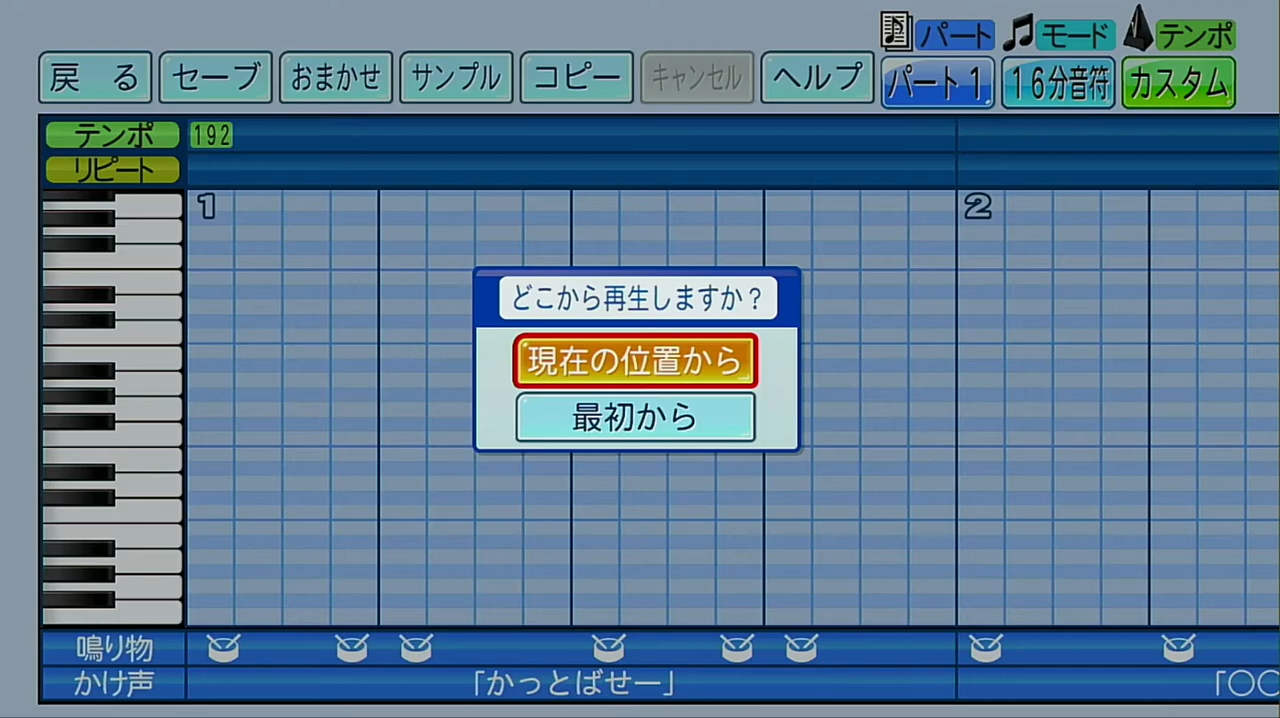 パート モード テンポ
戻る セーブ おまかせ サンプル コピー キャンセル ヘルプ パート1 16分音符 カスタム
テンポ 192
リピート
1 2
どこから再生しますか？
現在の位置から
最初から
鳴り物
かけ声 「かっとばせー」 「〇〇